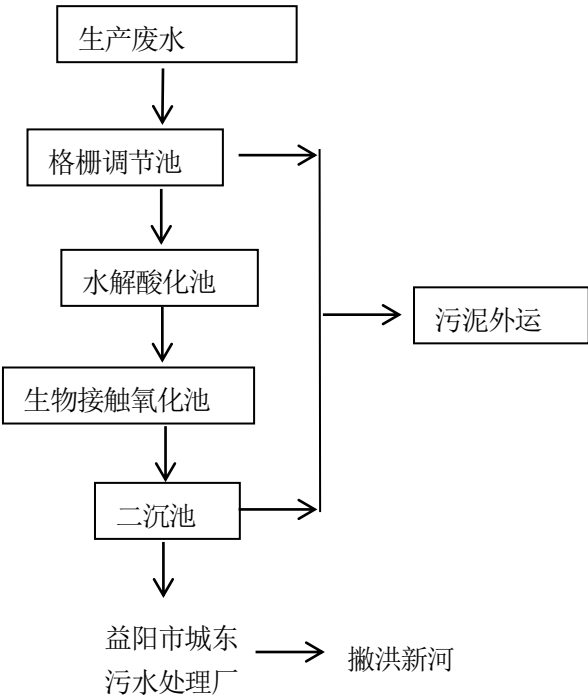 生产废水
格栅调节池
水解酸化池
污泥外运
生物接触氧化池
二沉池
益阳市城东
污水处理厂
撇洪新河